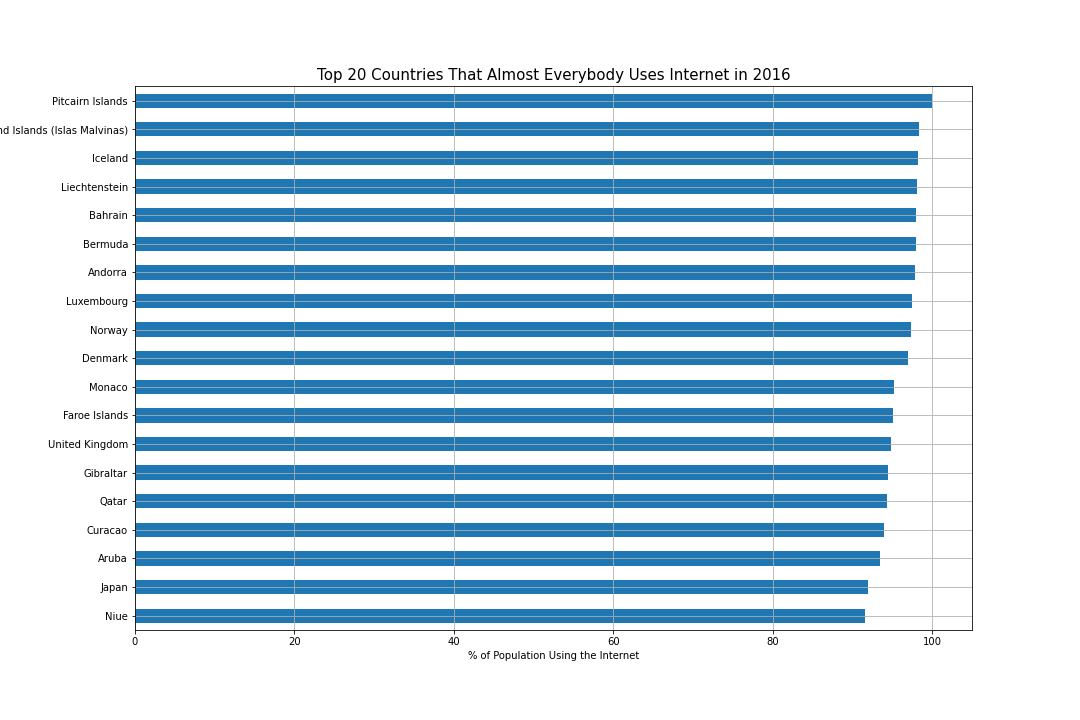 Top 20 Countries That Almost Everybody Uses Internet in 2016
Pitcairn Islands
Islands (Islas Malvinas)
Iceland
Liechtenstein
Bahrain
Bermuda
Andorra
Luxembourg
Norway
Denmark
Monaco
Faroe Islands
United Kingdom
Gibraltar
Qatar
Curacao
Aruba
Japan
Niue
0 20 40 60 80 100
% of Population Using the Internet